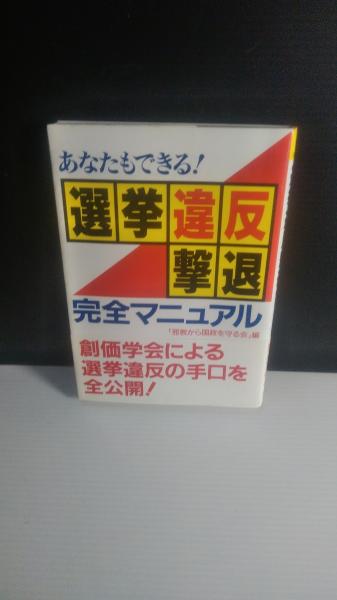 あなたもできる!
選挙違反
撃退
完全マニュアル
「邪教から国政を守る会」編
創価学会による
選挙違反の手口を
全公開!